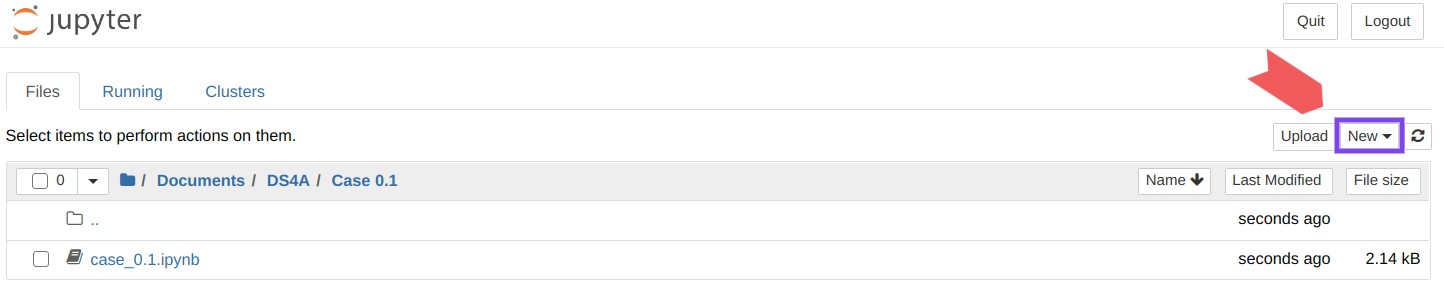 jupyter Quit Logout
Files Running Clusters
Select items to perform actions on them. Upload New
0 / Documents / DS4A / Case 0.1 Name Last Modified File size
.. seconds ago
case_0.1.ipynb seconds ago 2.14 kB